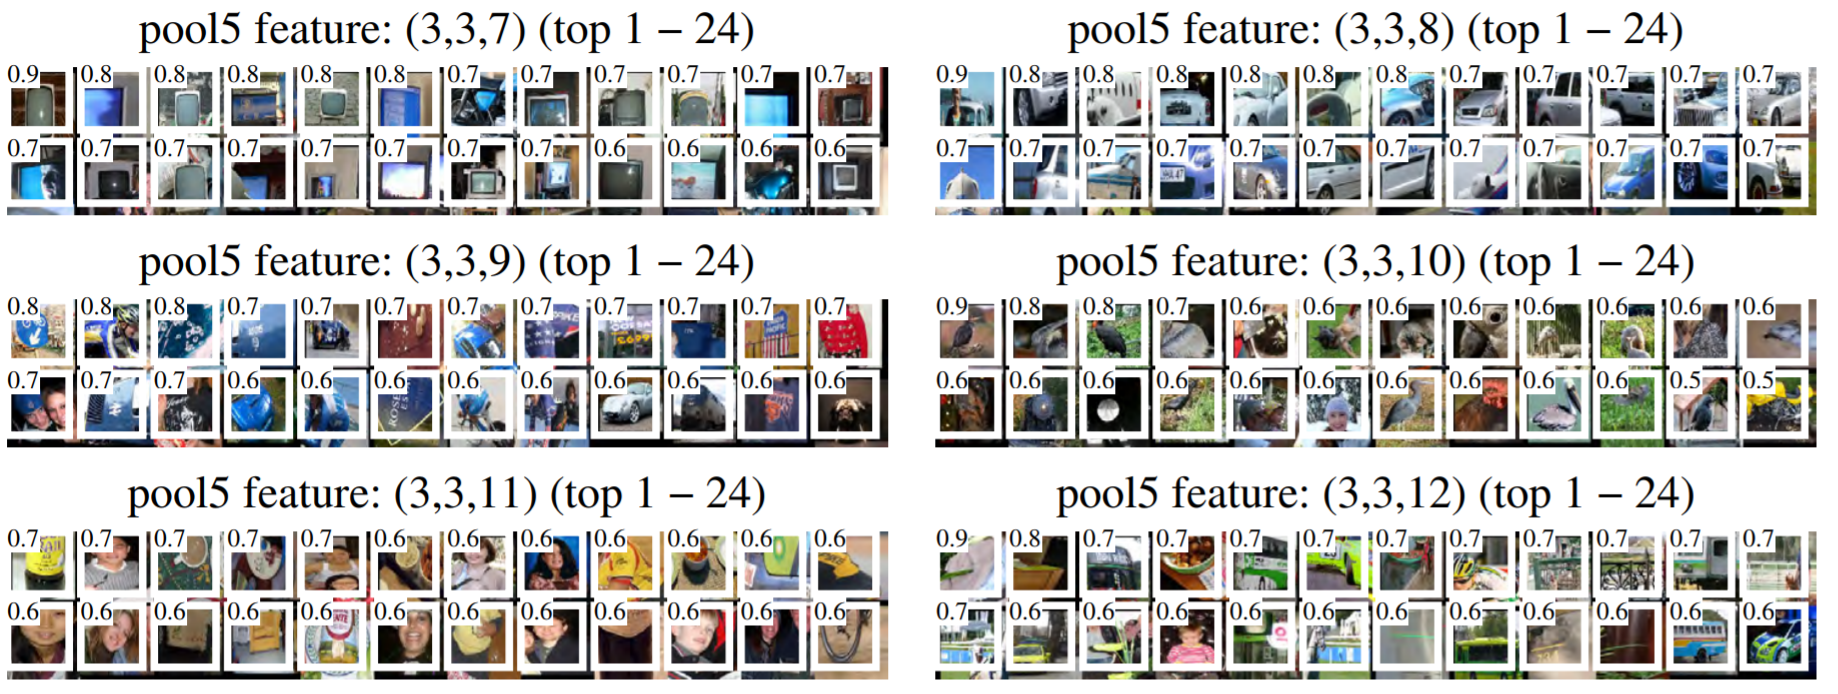 pool5 feature: (3,3,7) (top 1 − 24)
0.9 0.8 0.8 0.8 0.8 0.8 0.7 0.7 0.7 0.7 0.7 0.7
0.7 0.7 0.7 0.7 0.7 0.7 0.7 0.7 0.6 0.6 0.6 0.6
pool5 feature: (3,3,8) (top 1 − 24)
0.9 0.8 0.8 0.8 0.8 0.8 0.8 0.7 0.7 0.7 0.7 0.7
0.7 0.7 0.7 0.7 0.7 0.7 0.7 0.7 0.7 0.7 0.7 0.7
pool5 feature: (3,3,9) (top 1 − 24)
0.8 0.8 0.8 0.7 0.7 0.7 0.7 0.7 0.7 0.7 0.7 0.7
0.7 0.7 0.7 0.6 0.6 0.6 0.6 0.6 0.6 0.6 0.6 0.6
pool5 feature: (3,3,10) (top 1 − 24)
0.9 0.8 0.8 0.7 0.6 0.6 0.6 0.6 0.6 0.6 0.6 0.6
0.6 0.6 0.6 0.6 0.6 0.6 0.6 0.6 0.6 0.6 0.5 0.5
pool5 feature: (3,3,11) (top 1 − 24)
0.7 0.7 0.7 0.7 0.7 0.6 0.6 0.6 0.6 0.6 0.6 0.6
0.6 0.6 0.6 0.6 0.6 0.6 0.6 0.6 0.6 0.6 0.6 0.6
pool5 feature: (3,3,12) (top 1 − 24)
0.9 0.8 0.7 0.7 0.7 0.7 0.7 0.7 0.7 0.7 0.7 0.7
0.7 0.6 0.6 0.6 0.6 0.6 0.6 0.6 0.6 0.6 0.6 0.6